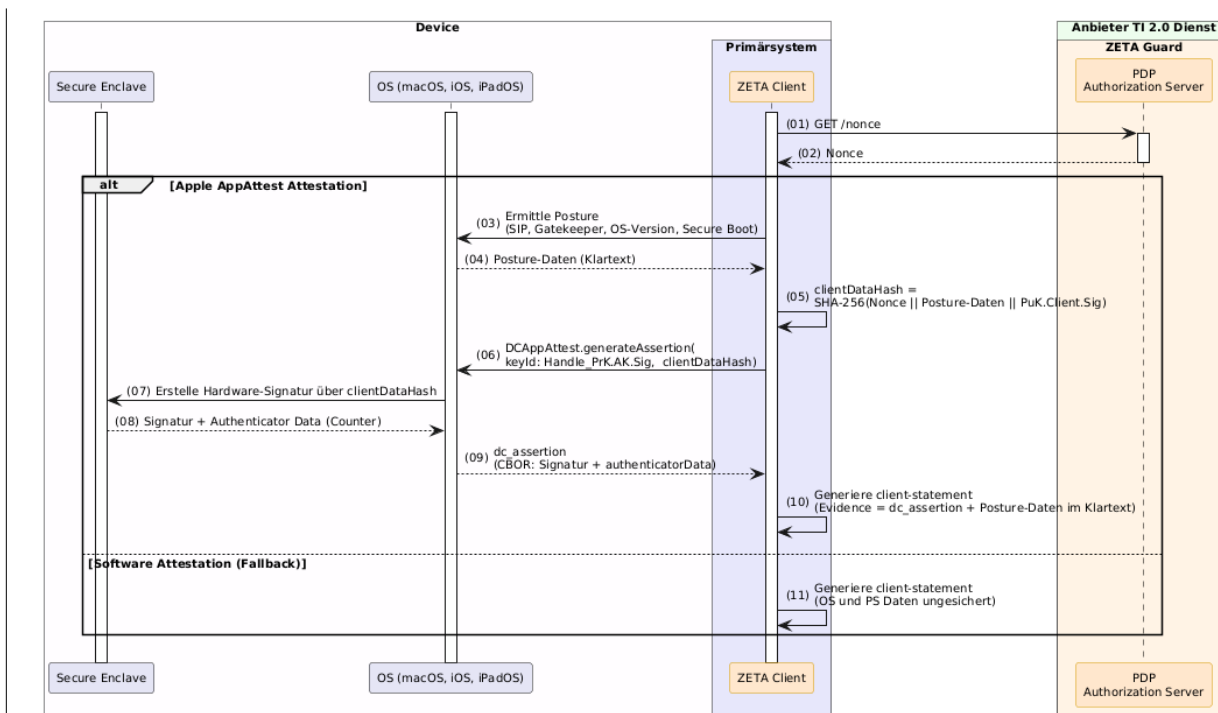 Device
Anbieter TI 2.0 Dienst
Primärsystem
ZETA Guard
Secure Enclave
OS (macOS, iOS, iPadOS)
ZETA Client
PDP
Authorization Server
(01) GET /nonce
(02) Nonce
alt
[Apple AppAttest Attestation]
(03) Ermittle Posture
(SIP, Gatekeeper, OS-Version, Secure Boot)
(04) Posture-Daten (Klartext)
(05) clientDataHash =
SHA-256(Nonce || Posture-Daten || PuK.Client.Sig)
(06) DCAppAttest.generateAssertion(
keyId: Handle_PrK.AK.Sig, clientDataHash)
(07) Erstelle Hardware-Signatur über clientDataHash
(08) Signatur + Authenticator Data (Counter)
(09) dc_assertion
(CBOR: Signatur + authenticatorData)
(10) Generiere client-statement
(Evidence = dc_assertion + Posture-Daten im Klartext)
[Software Attestation (Fallback)]
(11) Generiere client-statement
(OS und PS Daten ungesichert)
Secure Enclave
OS (macOS, iOS, iPadOS)
ZETA Client
PDP
Authorization Server